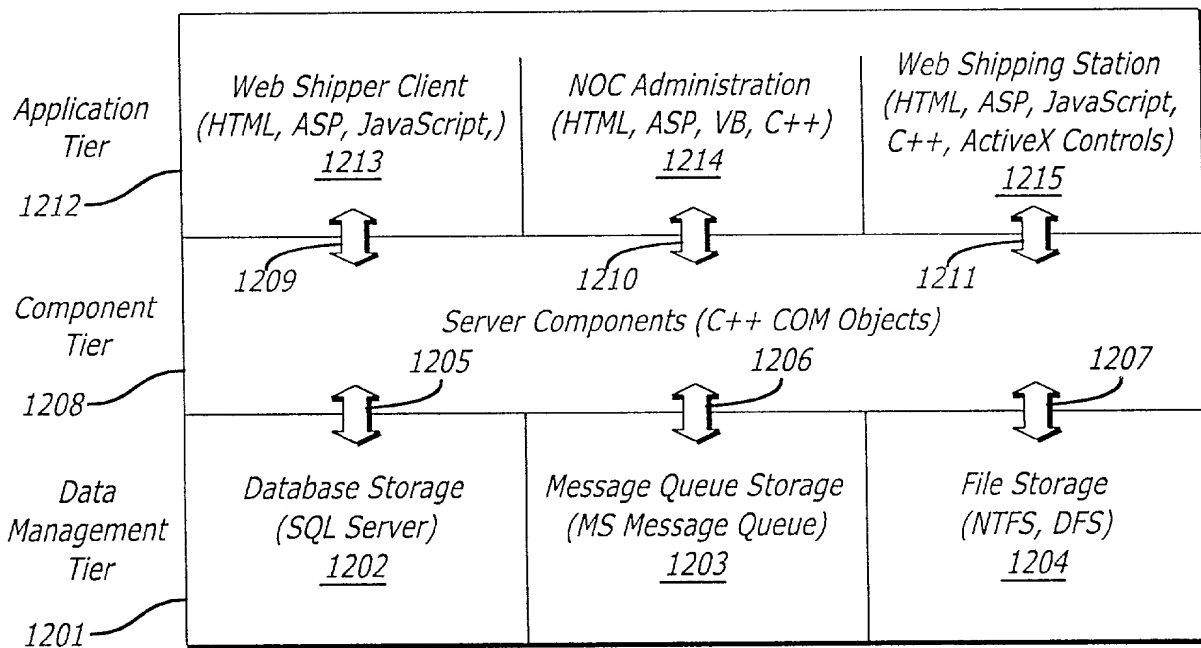 Application
Tier
1212
Web Shipper Client
(HTML, ASP, JavaScript,)
1213
NOC Administration
(HTML, ASP, VB, C++)
1214
Web Shipping Station
(HTML, ASP, JavaScript,
C++, ActiveX Controls)
1215
1209
1210
1211
Component
Tier
1208
Server Components (C++ COM Objects)
1205
1206
1207
Data
Management
Tier
1201
Database Storage
(SQL Server)
1202
Message Queue Storage
(MS Message Queue)
1203
File Storage
(NTFS, DFS)
1204